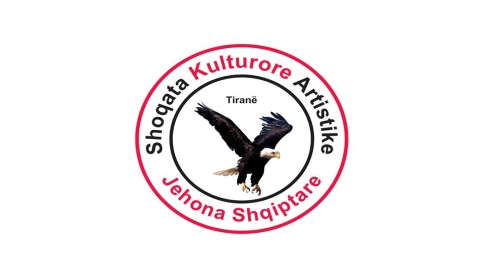 Shoqata Kulturore Artistike
Tiranë
Jehona Shqiptare